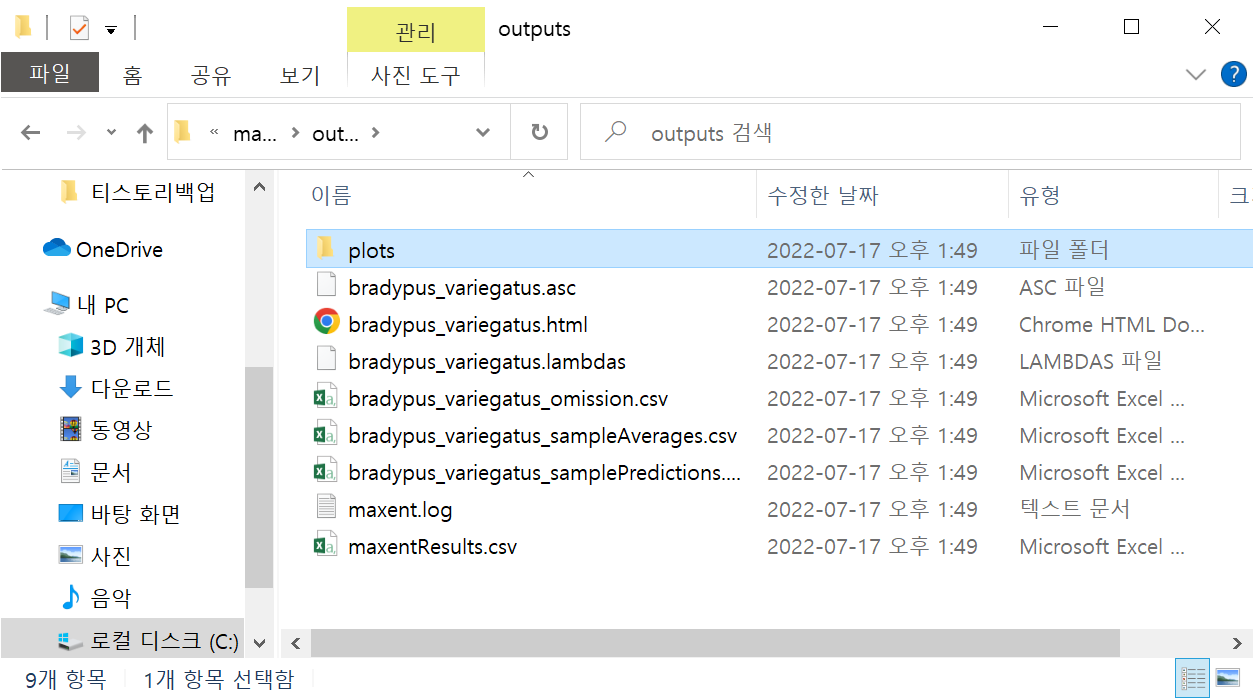 관리 outputs
파일 홈 공유 보기 사진 도구
« ma... > out... > outputs 검색
티스토리백업
OneDrive
내 PC
3D 개체
다운로드
동영상
문서
바탕 화면
사진
음악
로컬 디스크 (C:)
이름 수정한 날짜 유형
plots 2022-07-17 오후 1:49 파일 폴더
bradypus_variegatus.asc 2022-07-17 오후 1:49 ASC 파일
bradypus_variegatus.html 2022-07-17 오후 1:49 Chrome HTML Do...
bradypus_variegatus.lambdas 2022-07-17 오후 1:49 LAMBDAS 파일
bradypus_variegatus_omission.csv 2022-07-17 오후 1:49 Microsoft Excel ...
bradypus_variegatus_sampleAverages.csv 2022-07-17 오후 1:49 Microsoft Excel ...
bradypus_variegatus_samplePredictions.... 2022-07-17 오후 1:49 Microsoft Excel ...
maxent.log 2022-07-17 오후 1:49 텍스트 문서
maxentResults.csv 2022-07-17 오후 1:49 Microsoft Excel ...
9개 항목 1개 항목 선택함